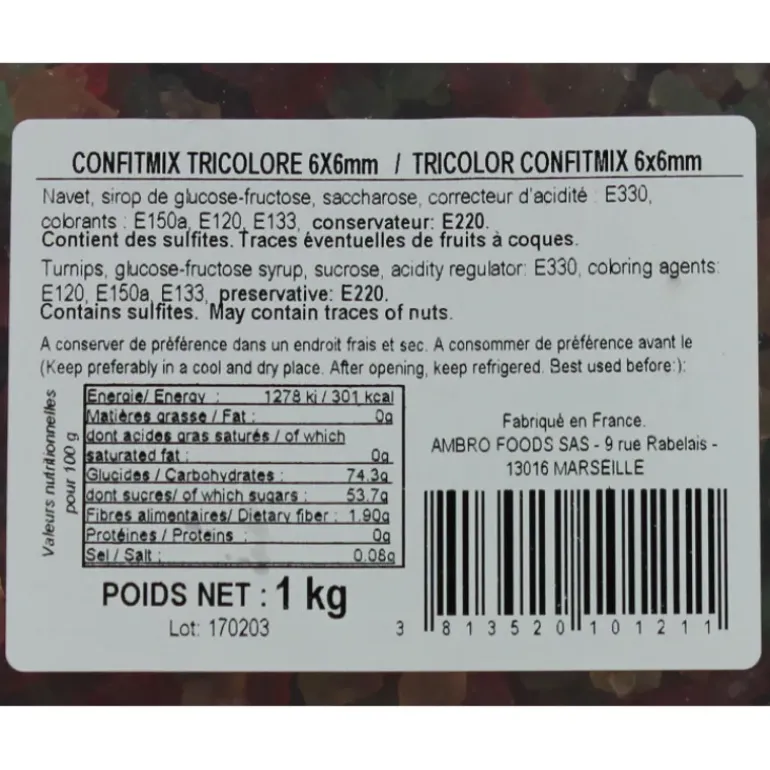 CONFITMIX TRICOLORE 6X6mm / TRICOLOR CONFITMIX 6x6mm
Navet, sirop de glucose-fructose, saccharose, correcteur d'acidité : E330,
colorants : E150a, E120, E133, conservateur: E220.
Contient des sulfites. Traces éventuelles de fruits à coques.
Turnips, glucose-fructose syrup, sucrose, acidity regulator: E330, coloring agents:
E120, E150a, E133, preservative: E220.
Contains sulfites. May contain traces of nuts.
A conserver de préférence dans un endroit frais et sec. A consommer de préférence avant le
(Keep preferably in a cool and dry place. After opening, keep refrigered. Best used before:):
Valeurs nutritionnelles
pour 100 g
Energie/ Energy : 1278 kj / 301 kcal
Matières grasse / Fat : 0g
dont acides gras saturés / of which
saturated fat : 0g
Glucides / Carbohydrates : 74.3g
dont sucres/ of which sugars : 53.7g
Fibres alimentaires/ Dietary fiber : 1.90g
Protéines / Proteins : 0g
Sel / Salt : 0.08g
POIDS NET : 1 kg
Lot: 170203
Fabriqué en France.
AMBRO FOODS SAS - 9 rue Rabelais -
13016 MARSEILLE
3 813520 101211